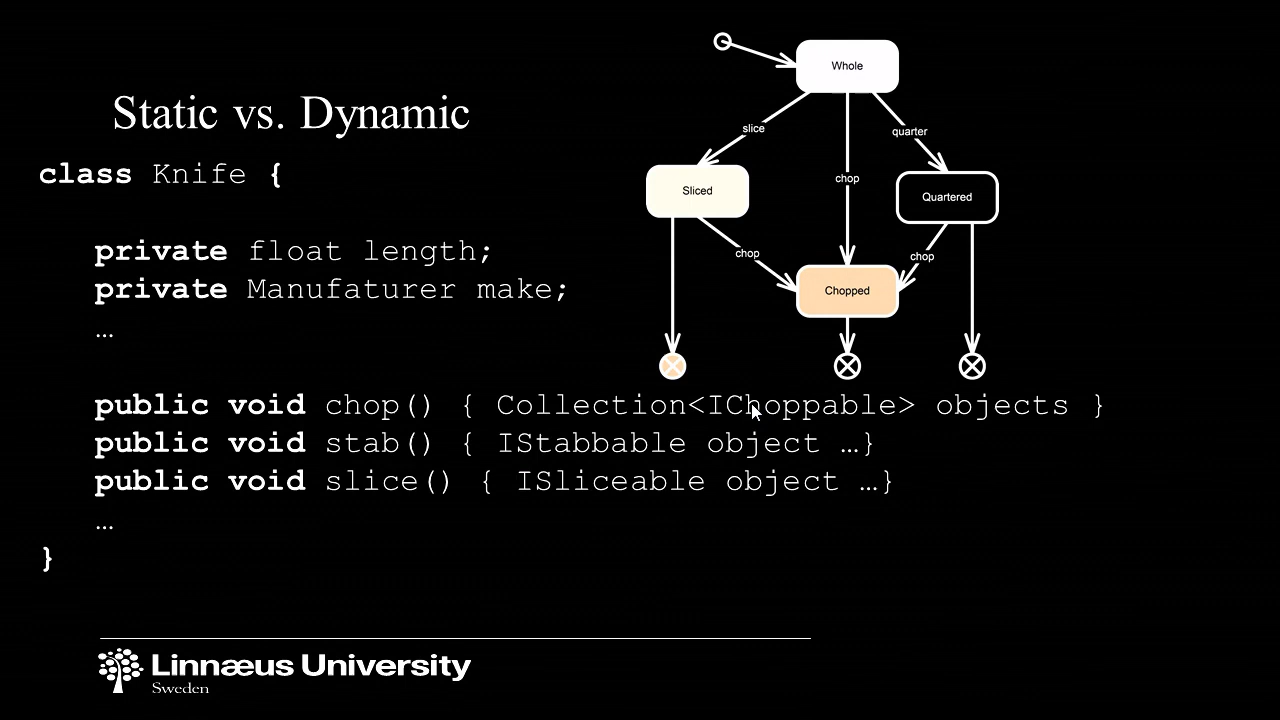 Static vs. Dynamic
class Knife {
private float length;
private Manufaturer make;
…
public void chop() { Collection<IChoppable> objects }
public void stab() { IStabbable object …}
public void slice() { ISliceable object …}
…
}
Whole
slice
quarter
chop
Sliced
Quartered
chop
chop
Chopped
Linnæus University
Sweden